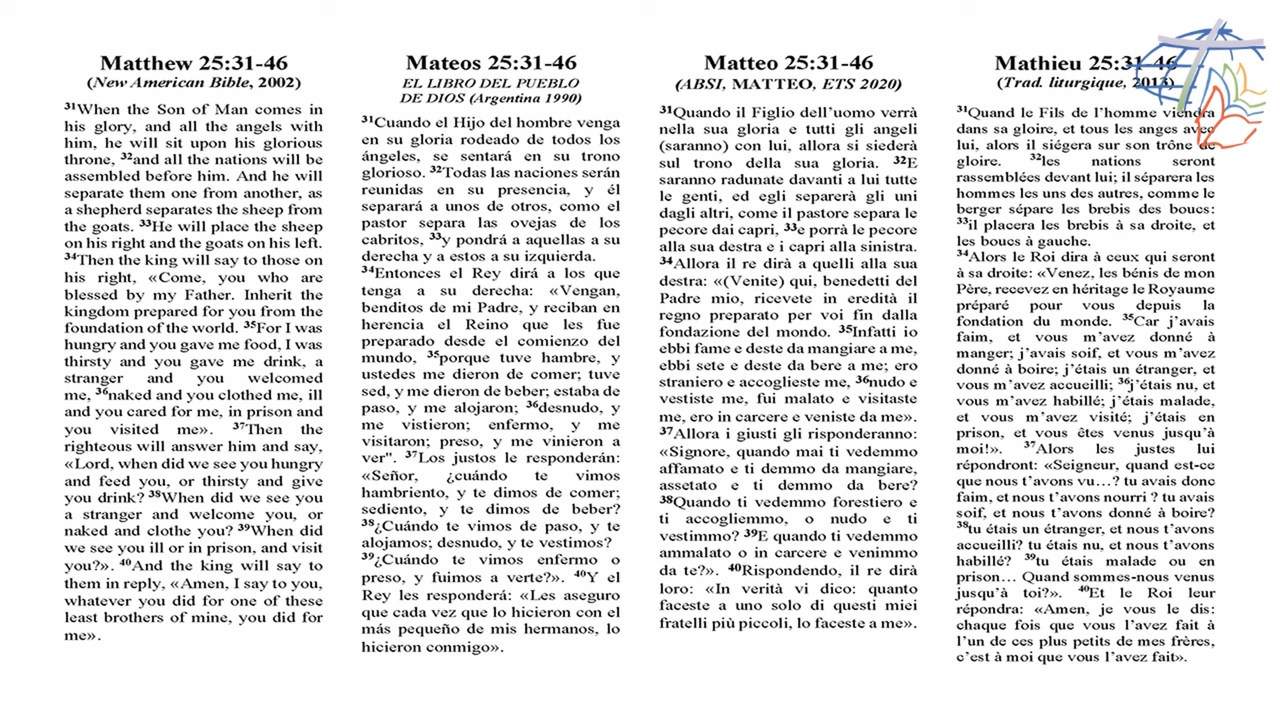 Matthew 25:31-46
(New American Bible, 2002)
³¹When the Son of Man comes in
his glory, and all the angels with
him, he will sit upon his glorious
throne, ³²and all the nations will be
assembled before him. And he will
separate them one from another, as
a shepherd separates the sheep from
the goats. ³³He will place the sheep
on his right and the goats on his left.
³⁴Then the king will say to those on
his right, «Come, you who are
blessed by my Father. Inherit the
kingdom prepared for you from the
foundation of the world. ³⁵For I was
hungry and you gave me food, I was
thirsty and you gave me drink, a
stranger and you welcomed
me, ³⁶naked and you clothed me, ill
and you cared for me, in prison and
you visited me». ³⁷Then the
righteous will answer him and say,
«Lord, when did we see you hungry
and feed you, or thirsty and give
you drink? ³⁸When did we see you
a stranger and welcome you, or
naked and clothe you? ³⁹When did
we see you ill or in prison, and visit
you?». ⁴⁰And the king will say to
them in reply, «Amen, I say to you,
whatever you did for one of these
least brothers of mine, you did for
me».
Mateos 25:31-46
EL LIBRO DEL PUEBLO
DE DIOS (Argentina 1990)
³¹Cuando el Hijo del hombre venga
en su gloria rodeado de todos los
ángeles, se sentará en su trono
glorioso. ³²Todas las naciones serán
reunidas en su presencia, y él
separará a unos de otros, como el
pastor separa las ovejas de los
cabritos, ³³y pondrá a aquellas a su
derecha y a estos a su izquierda.
³⁴Entonces el Rey dirá a los que
tenga a su derecha: «Vengan,
benditos de mi Padre, y reciban en
herencia el Reino que les fue
preparado desde el comienzo del
mundo, ³⁵porque tuve hambre, y
ustedes me dieron de comer; tuve
sed, y me dieron de beber; estaba de
paso, y me alojaron; ³⁶desnudo, y
me vistieron; enfermo, y me
visitaron; preso, y me vinieron a
ver". ³⁷Los justos le responderán:
«Señor, ¿cuándo te vimos
hambriento, y te dimos de comer;
sediento, y te dimos de beber?
³⁸¿Cuándo te vimos de paso, y te
alojamos; desnudo, y te vestimos?
³⁹¿Cuándo te vimos enfermo o
preso, y fuimos a verte?». ⁴⁰Y el
Rey les responderá: «Les aseguro
que cada vez que lo hicieron con el
más pequeño de mis hermanos, lo
hicieron conmigo».
Matteo 25:31-46
(ABSI, MATTEO, ETS 2020)
³¹Quando il Figlio dell’uomo verrà
nella sua gloria e tutti gli angeli
(saranno) con lui, allora si siederà
sul trono della sua gloria. ³²E
saranno radunate davanti a lui tutte
le genti, ed egli separerà gli uni
dagli altri, come il pastore separa le
pecore dai capri, ³³e porrà le pecore
alla sua destra e i capri alla sinistra.
³⁴Allora il re dirà a quelli alla sua
destra: «(Venite) qui, benedetti del
Padre mio, ricevete in eredità il
regno preparato per voi fin dalla
fondazione del mondo. ³⁵Infatti io
ebbi fame e deste da mangiare a me,
ebbi sete e deste da bere a me; ero
straniero e accoglieste me, ³⁶nudo e
vestiste me, fui malato e visitaste
me, ero in carcere e veniste da me».
³⁷Allora i giusti gli risponderanno:
«Signore, quando mai ti vedemmo
affamato e ti demmo da mangiare,
assetato e ti demmo da bere?
³⁸Quando ti vedemmo forestiero e
ti accogliemmo, o nudo e ti
vestimmo? ³⁹E quando ti vedemmo
ammalato o in carcere e venimmo
da te?». ⁴⁰Rispondendo, il re dirà
loro: «In verità vi dico: quanto
faceste a uno solo di questi miei
fratelli più piccoli, lo faceste a me».
Mathieu 25:31-46
(Trad. liturgique, 2013)
³¹Quand le Fils de l’homme viendra
dans sa gloire, et tous les anges avec
lui, alors il siégera sur son trône de
gloire. ³²les nations seront
rassemblées devant lui; il séparera les
hommes les uns des autres, comme le
berger sépare les brebis des boucs:
³³il placera les brebis à sa droite, et
les boucs à gauche.
³⁴Alors le Roi dira à ceux qui seront
à sa droite: «Venez, les bénis de mon
Père, recevez en héritage le Royaume
préparé pour vous depuis la
fondation du monde. ³⁵Car j’avais
faim, et vous m’avez donné à
manger; j’avais soif, et vous m’avez
donné à boire; j’étais un étranger, et
vous m’avez accueilli; ³⁶j’étais nu, et
vous m’avez habillé; j’étais malade,
et vous m’avez visité; j’étais en
prison, et vous êtes venus jusqu’à
moi!». ³⁷Alors les justes lui
répondront: «Seigneur, quand est-ce
que nous t’avons vu…? tu avais donc
faim, et nous t’avons nourri ? tu avais
soif, et nous t’avons donné à boire?
³⁸tu étais un étranger, et nous t’avons
accueilli? tu étais nu, et nous t’avons
habillé? ³⁹tu étais malade ou en
prison… Quand sommes-nous venus
jusqu’à toi?». ⁴⁰Et le Roi leur
répondra: «Amen, je vous le dis:
chaque fois que vous l’avez fait à
l’un de ces plus petits de mes frères,
c’est à moi que vous l’avez fait».